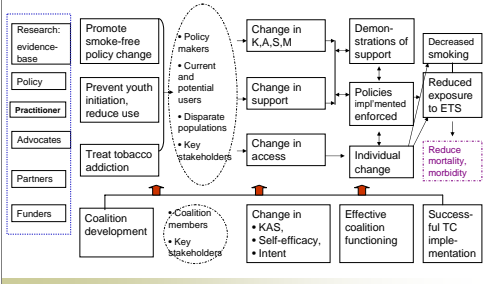 Research:
evidence-
base
Policy
Practitioner
Advocates
Partners
Funders
Promote
smoke-free
policy change
Prevent youth
initiation,
reduce use
Treat tobacco
addiction
• Policy
makers
• Current
and
potential
users
• Disparate
populations
• Key
stakeholders
Change in
K,A,S,M
Change in
support
Change in
access
Demon-
strations of
support
Policies
impl'mented
enforced
Individual
change
Decreased
smoking
Reduced
exposure
to ETS
Reduce
mortality,
morbidity
Coalition
development
• Coalition
members
• Key
stakeholders
Change in
• KAS,
• Self-efficacy,
• Intent
Effective
coalition
functioning
Success-
ful TC
imple-
mentation